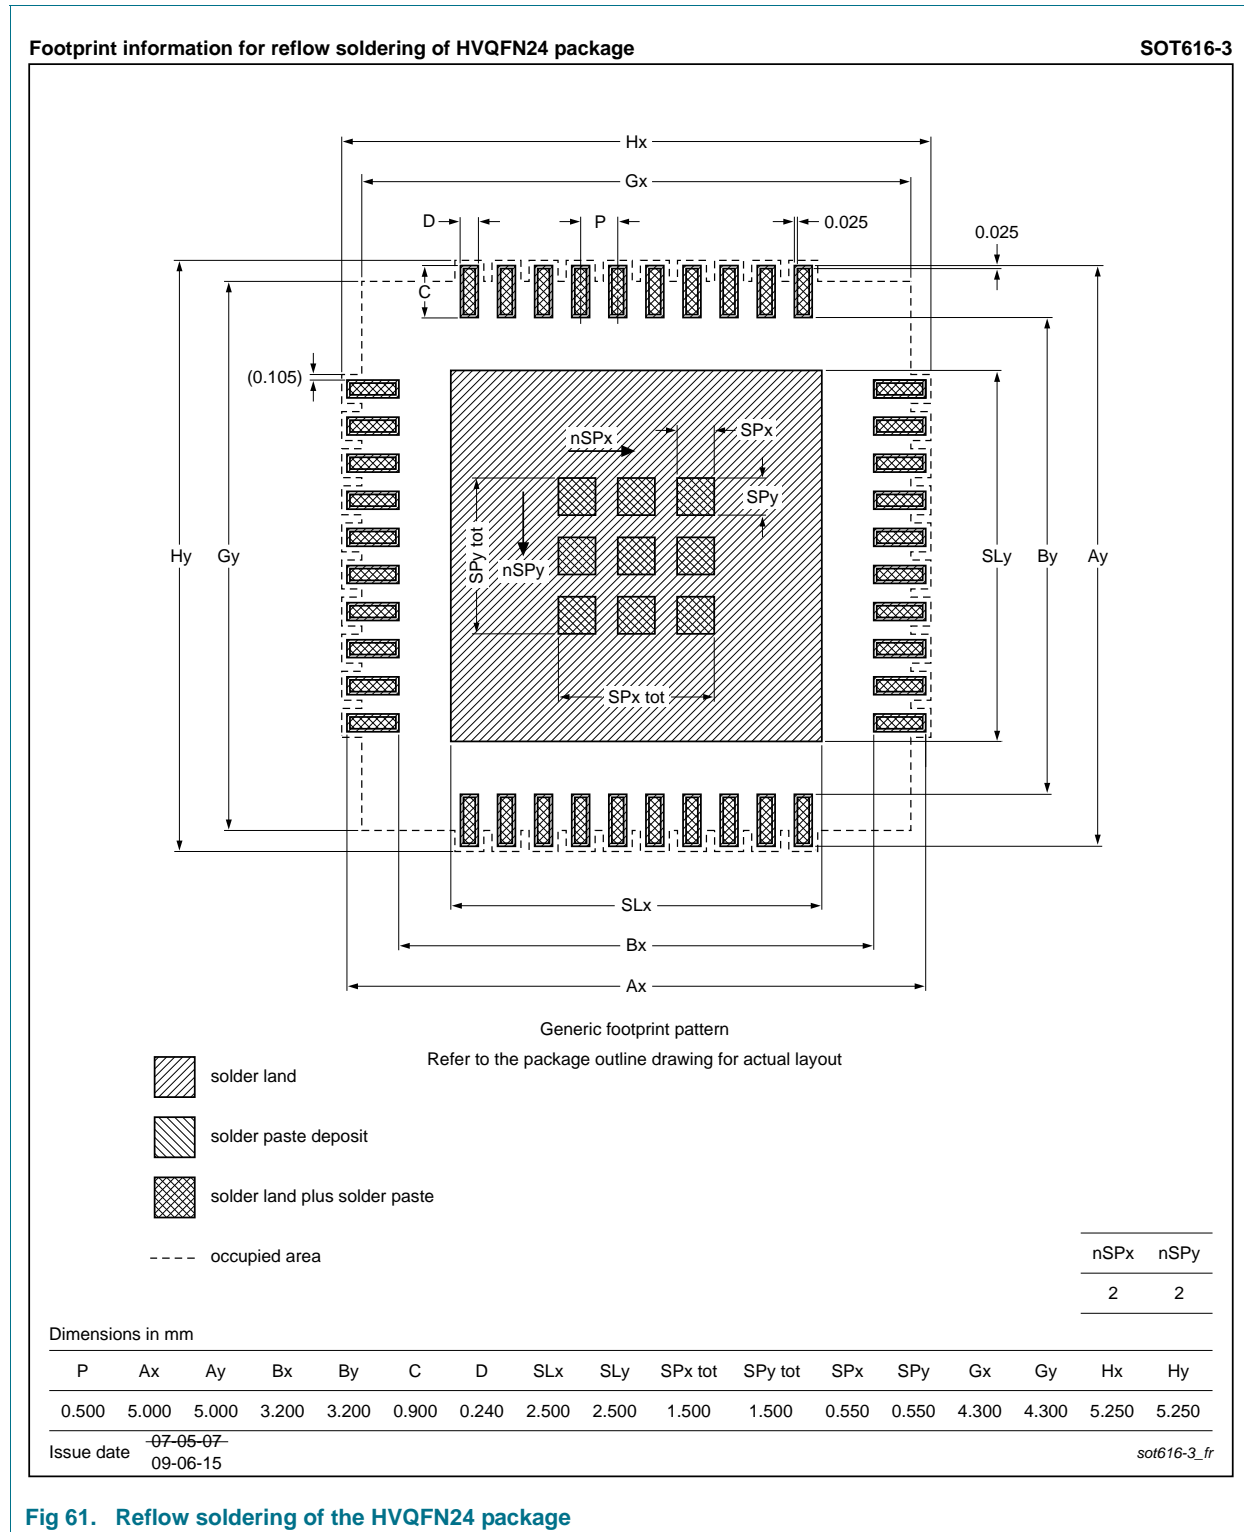 Footprint information for reflow soldering of HVQFN24 package SOT616-3
Hx
Gx
D P 0.025
0.025
C
(0.105)
SPx
nSPx
SPy
SPy tot
nSPy
Hy Gy SLy By Ay
SPx tot
SLx
Bx
Ax
Generic footprint pattern
Refer to the package outline drawing for actual layout
solder land
solder paste deposit
solder land plus solder paste
occupied area
nSPx nSPy
2 2
Dimensions in mm
P Ax Ay Bx By C D SLx SLy SPx tot SPy tot SPx SPy Gx Gy Hx Hy
0.500 5.000 5.000 3.200 3.200 0.900 0.240 2.500 2.500 1.500 1.500 0.550 0.550 4.300 4.300 5.250 5.250
Issue date 07-05-07
09-06-15
sot616-3_fr
Fig 61. Reflow soldering of the HVQFN24 package